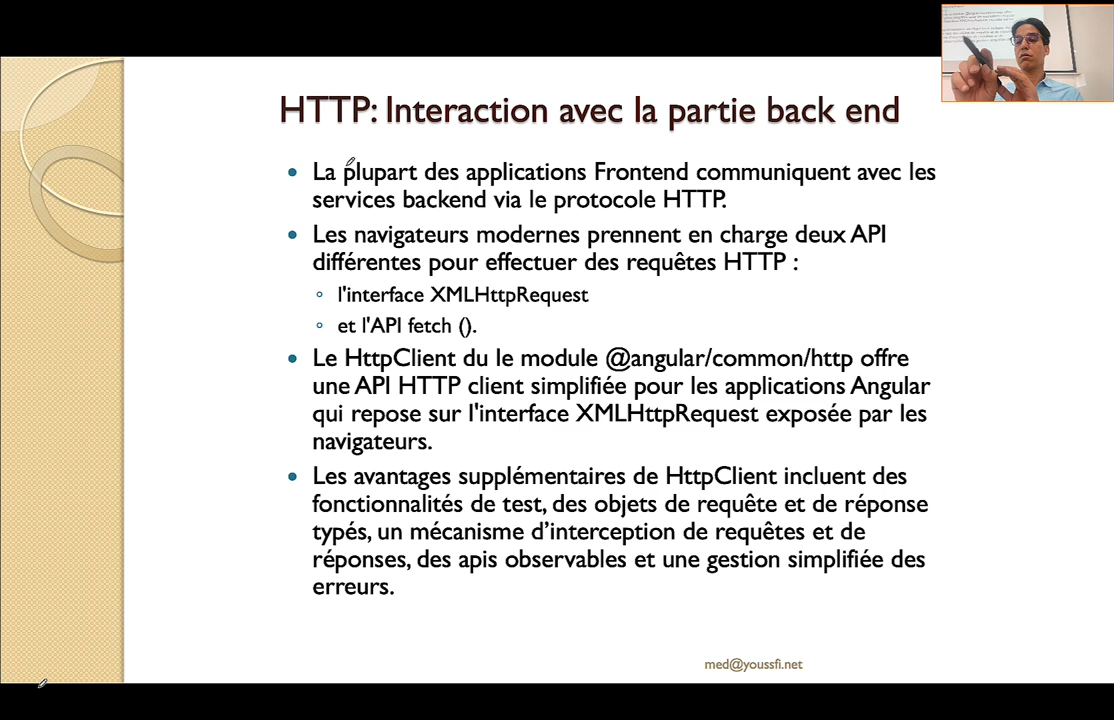 HTTP: Interaction avec la partie back end
La plupart des applications Frontend communiquent avec les
services backend via le protocole HTTP.
Les navigateurs modernes prennent en charge deux API
différentes pour effectuer des requêtes HTTP :
l'interface XMLHttpRequest
et l'API fetch ().
Le HttpClient du le module @angular/common/http offre
une API HTTP client simplifiée pour les applications Angular
qui repose sur l'interface XMLHttpRequest exposée par les
navigateurs.
Les avantages supplémentaires de HttpClient incluent des
fonctionnalités de test, des objets de requête et de réponse
typés, un mécanisme d’interception de requêtes et de
réponses, des apis observables et une gestion simplifiée des
erreurs.
med@youssfi.net